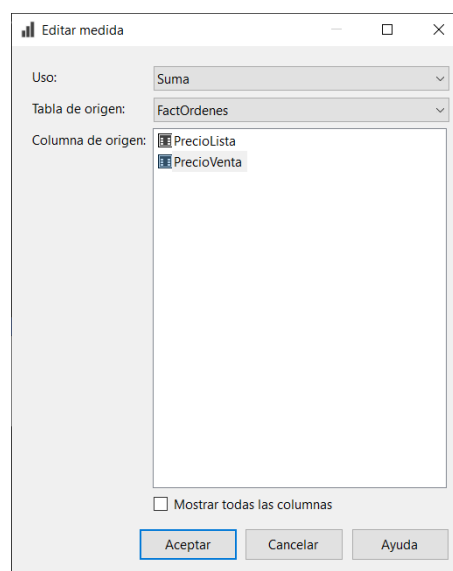 Editar medida
Uso: Suma
Tabla de origen: FactOrdenes
Columna de origen: PrecioLista
PrecioVenta
Mostrar todas las columnas
Aceptar Cancelar Ayuda